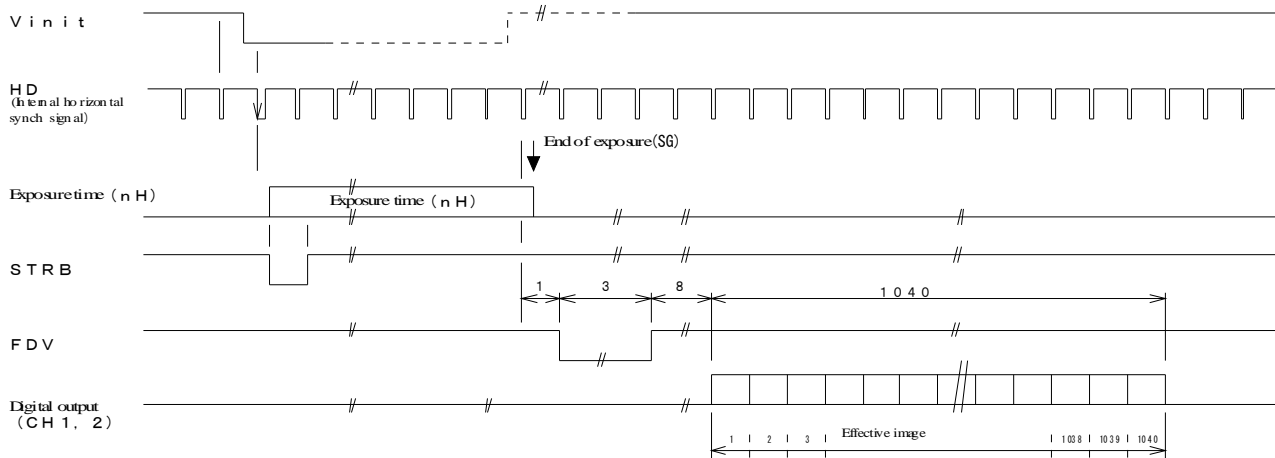 Vinit
HD
(Internal horizontal
synch signal)
End of exposure(SG)
Exposure time (nH)
Exposure time (nH)
STRB
1 3 8 1040
FDV
Digital output
(CH1, 2)
1 2 3 Effective image 1038 1039 1040